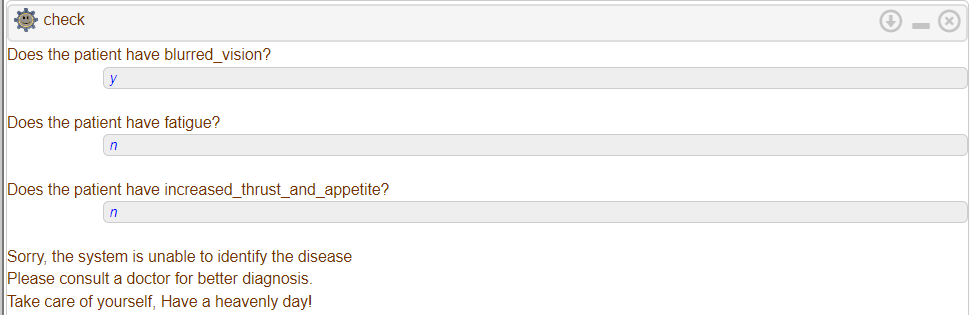 check
Does the patient have blurred_vision?
y
Does the patient have fatigue?
n
Does the patient have increased_thrust_and_appetite?
n
Sorry, the system is unable to identify the disease
Please consult a doctor for better diagnosis.
Take care of yourself, Have a heavenly day!